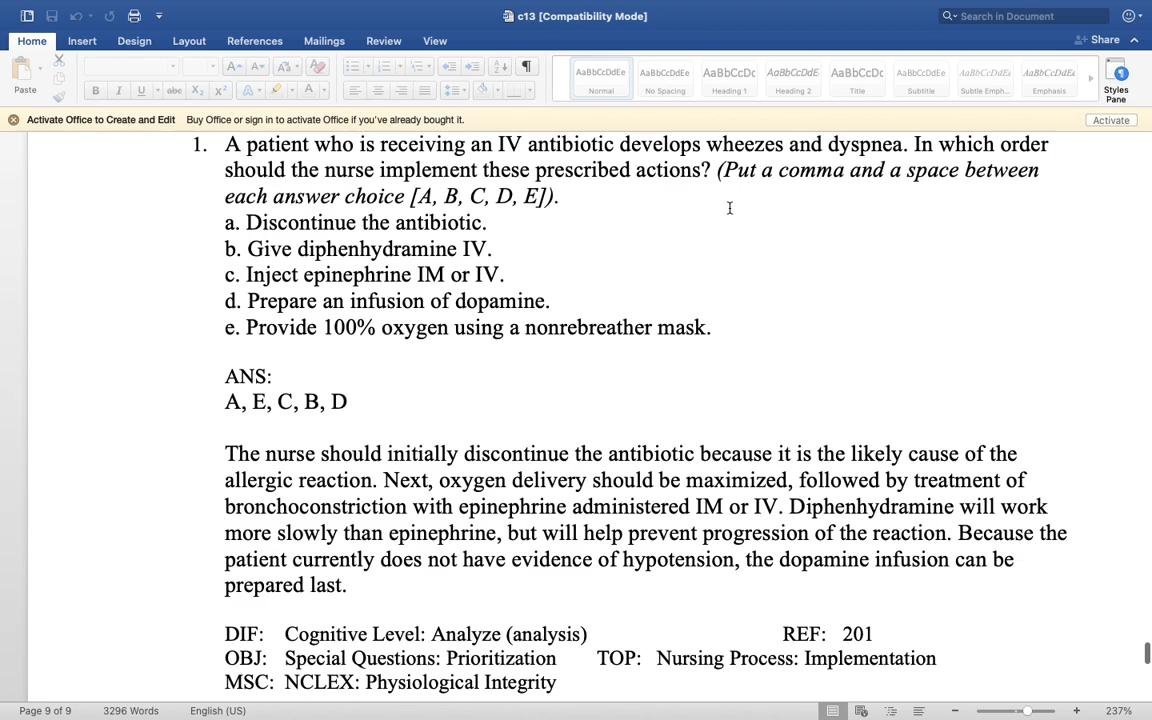 c13 [Compatibility Mode]
Search in Document
Home Insert Design Layout References Mailings Review View
Share
Paste
AaBbCcDdEe AaBbCcDdEe AaBbCcDc AaBbCcDdE AaBbCcDc AaBbCcDdEe AaBbCcDdEe AaBbCcDdEe
Normal No Spacing Heading 1 Heading 2 Title Subtitle Subtle Emph... Emphasis
Styles
Pane
Activate Office to Create and Edit Buy Office or sign in to activate Office if you've already bought it.
Activate
1. A patient who is receiving an IV antibiotic develops wheezes and dyspnea. In which order
should the nurse implement these prescribed actions? (Put a comma and a space between
each answer choice [A, B, C, D, E]).
a. Discontinue the antibiotic.
b. Give diphenhydramine IV.
c. Inject epinephrine IM or IV.
d. Prepare an infusion of dopamine.
e. Provide 100% oxygen using a nonrebreather mask.
ANS:
A, E, C, B, D
The nurse should initially discontinue the antibiotic because it is the likely cause of the
allergic reaction. Next, oxygen delivery should be maximized, followed by treatment of
bronchoconstriction with epinephrine administered IM or IV. Diphenhydramine will work
more slowly than epinephrine, but will help prevent progression of the reaction. Because the
patient currently does not have evidence of hypotension, the dopamine infusion can be
prepared last.
DIF: Cognitive Level: Analyze (analysis) REF: 201
OBJ: Special Questions: Prioritization TOP: Nursing Process: Implementation
MSC: NCLEX: Physiological Integrity
Page 9 of 9 3296 Words English (US) 237%